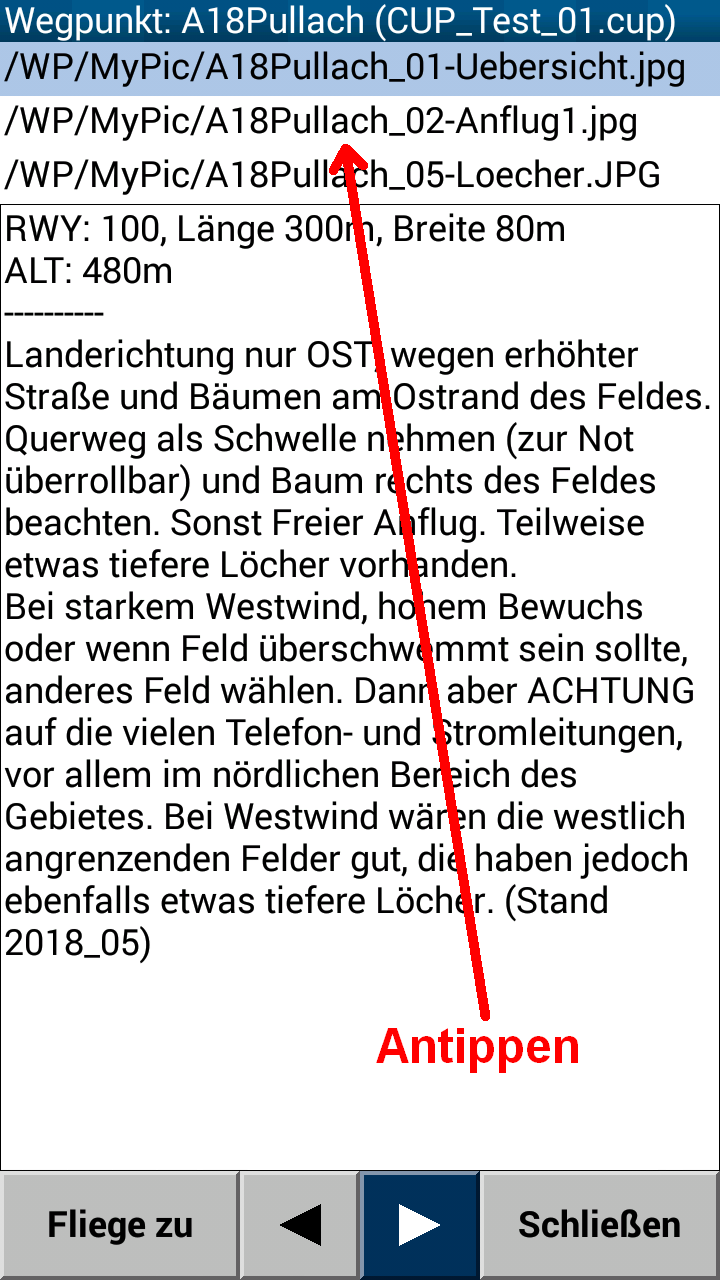 Wegpunkt: A18Pullach (CUP_Test_01.cup)
/WP/MyPic/A18Pullach_01-Uebersicht.jpg
/WP/MyPic/A18Pullach_02-Anflug1.jpg
/WP/MyPic/A18Pullach_05-Loecher.JPG
RWY: 100, Länge 300m, Breite 80m
ALT: 480m
----------
Landerichtung nur OST, wegen erhöhter
Straße und Bäumen am Ostrand des Feldes.
Querweg als Schwelle nehmen (zur Not
überrollbar) und Baum rechts des Feldes
beachten. Sonst Freier Anflug. Teilweise
etwas tiefere Löcher vorhanden.
Bei starkem Westwind, hohem Bewuchs
oder wenn Feld überschwemmt sein sollte,
anderes Feld wählen. Dann aber ACHTUNG
auf die vielen Telefon- und Stromleitungen,
vor allem im nördlichen Bereich des
Gebietes. Bei Westwind wären die westlich
angrenzenden Felder gut, die haben jedoch
ebenfalls etwas tiefere Löcher. (Stand
2018_05)
Antippen
Fliege zu
Schließen